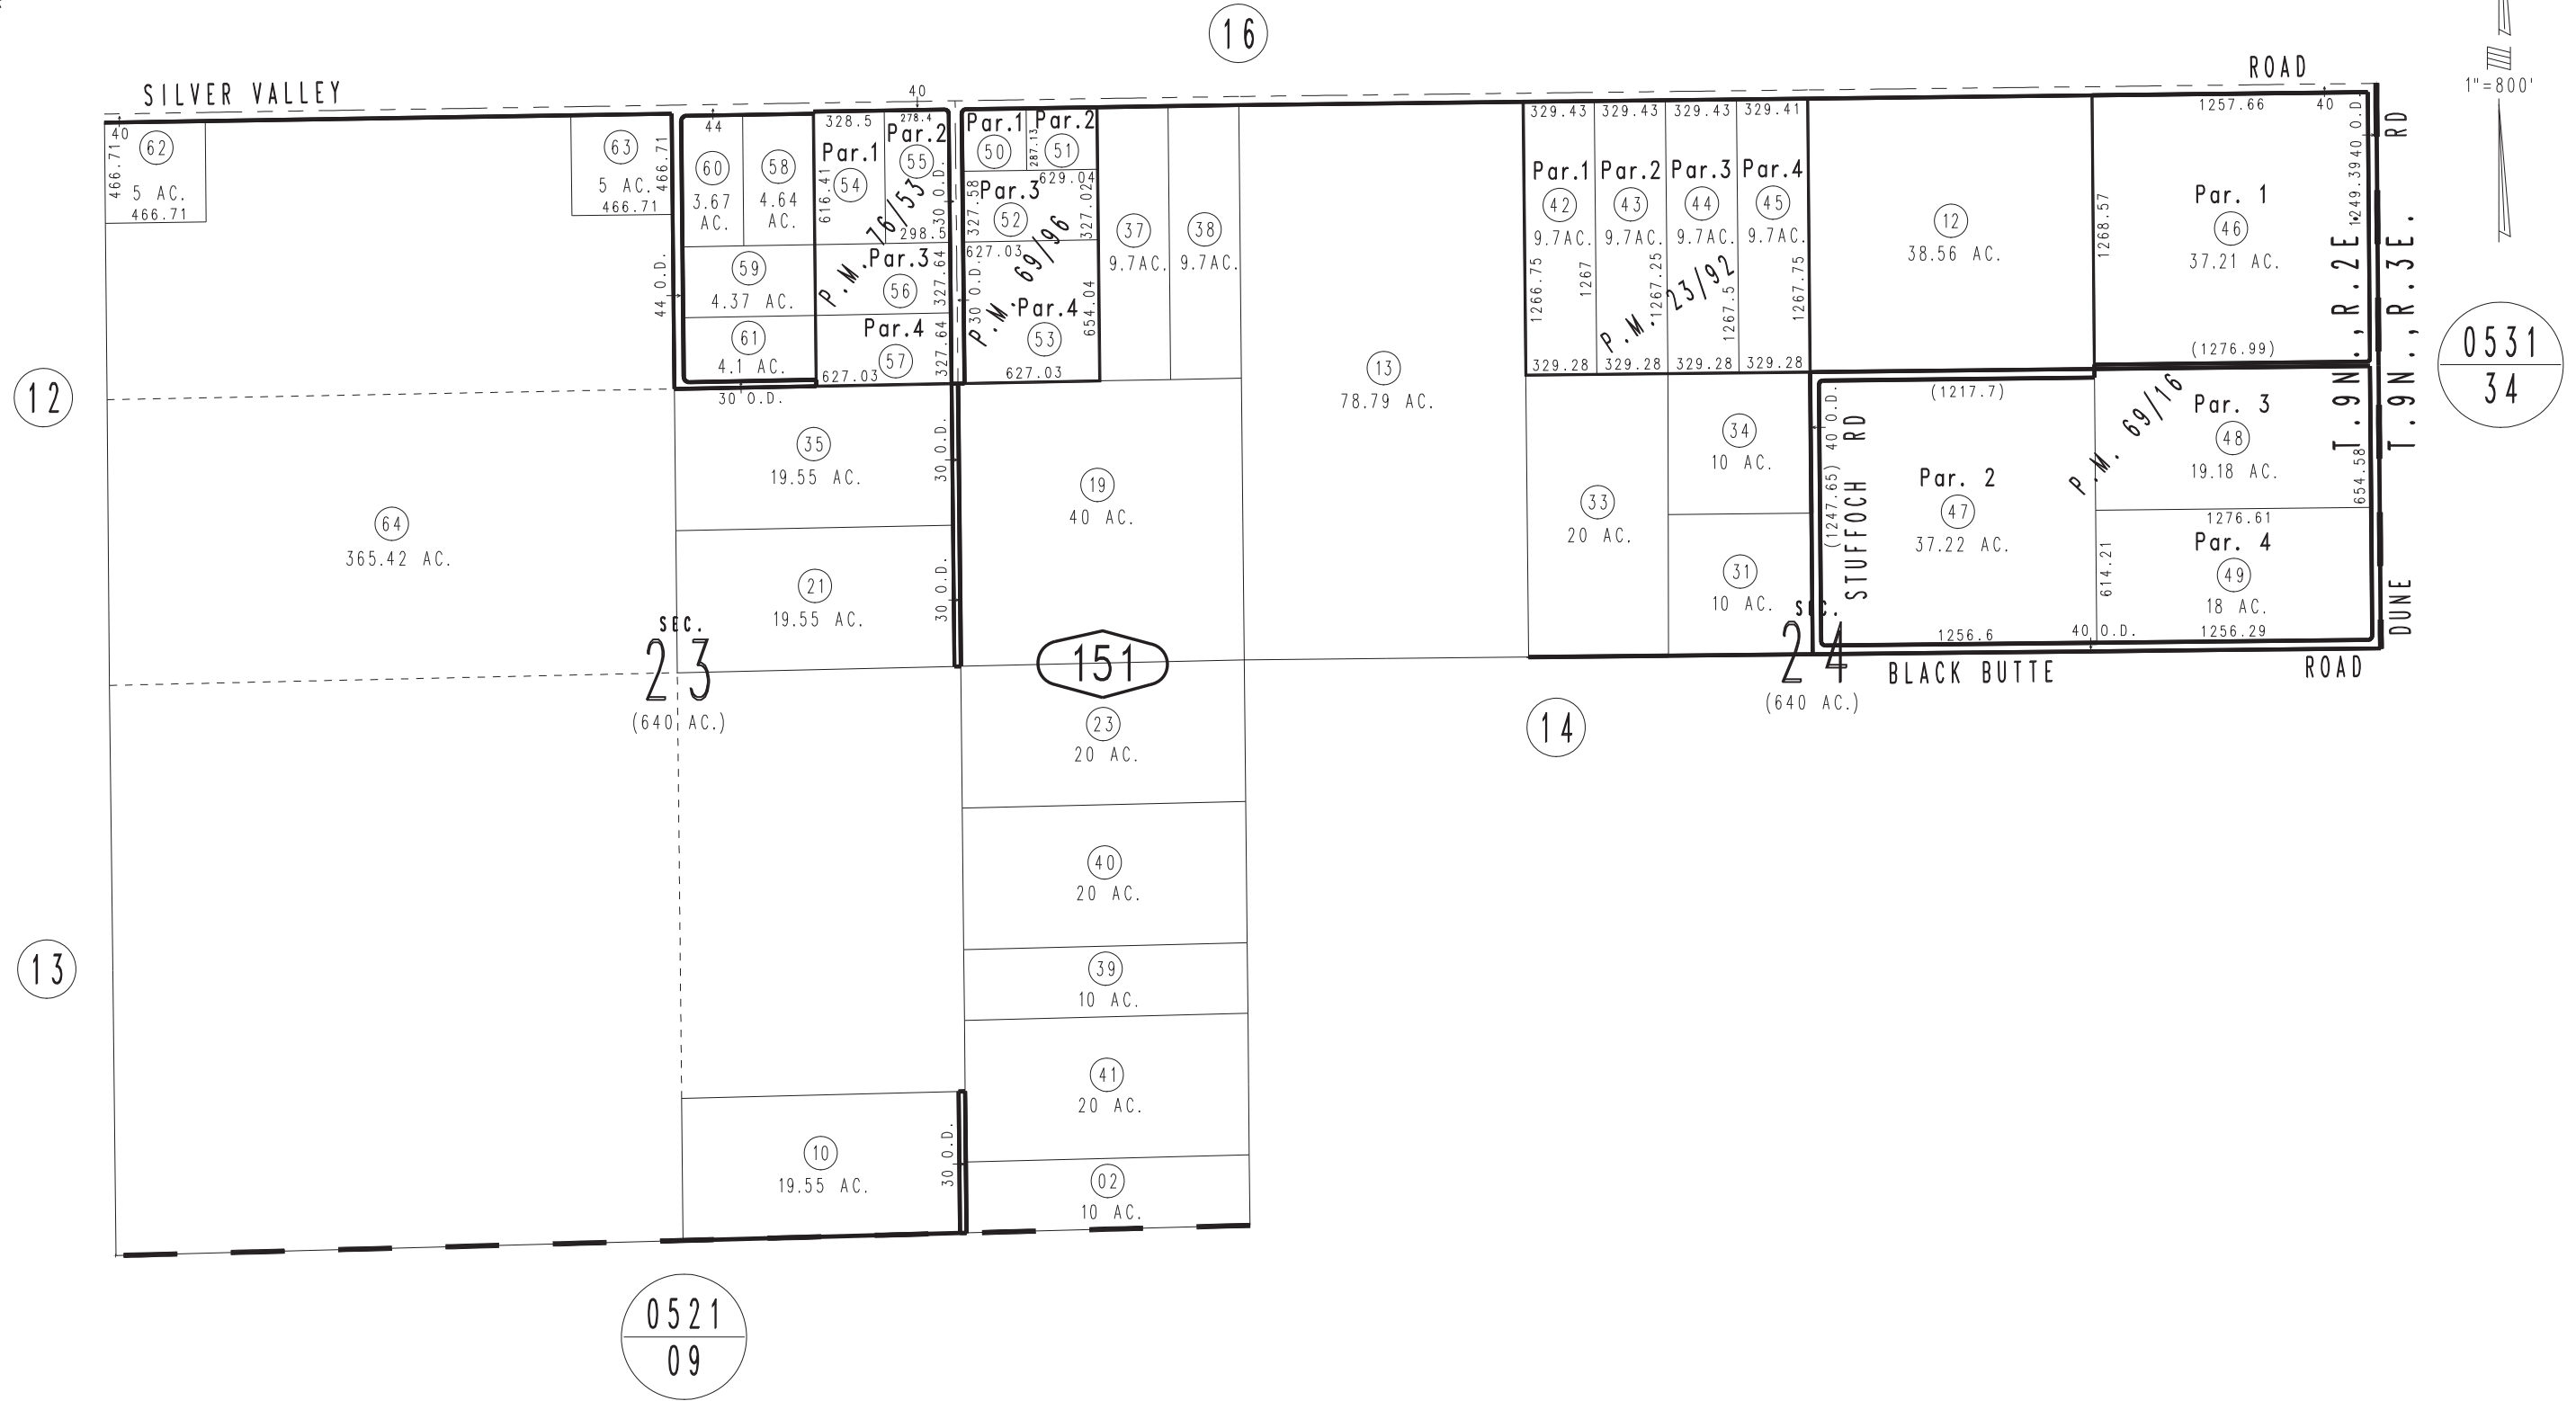 16
SILVER VALLEY
ROAD
1"=800'
40
466.71
62
5 AC.
466.71
63
5 AC.
466.71
466.71
44
60
3.67
AC.
58
4.64
AC.
59
4.37 AC.
61
4.1 AC.
44 O.D.
30 O.D.
40
328.5
278.4
Par.1
54
616.41
Par.2
55
30 O.D.
298.5
P.M. 76/53
Par.3
56
327.64
Par.4
57
327.64
627.03
Par.1
50
287.13
Par.2
51
629.04
327.58
Par.3
52
327.02
627.03
30 O.D.
P.M. 69/96
Par.4
53
654.04
627.03
37
9.7AC.
38
9.7AC.
13
78.79 AC.
329.43
329.43
329.43
329.41
Par.1
42
9.7AC.
Par.2
43
9.7AC.
Par.3
44
9.7AC.
Par.4
45
9.7AC.
1266.75
1267
1267.25
1267.5
1267.75
P.M. 23/92
329.28
329.28
329.28
329.28
12
38.56 AC.
1257.66
40
40 O.D.
1249.39
1268.57
Par. 1
46
37.21 AC.
(1276.99)
RD
T.9N.,R.2E.
T.9N.,R.3E.
0531
34
12
64
365.42 AC.
35
19.55 AC.
30 O.D.
21
19.55 AC.
30 O.D.
19
40 AC.
33
20 AC.
34
10 AC.
31
10 AC.
(1217.7)
40 O.D.
(1247.65)
STUFFOCH RD
Par. 2
47
37.22 AC.
1256.6
P.M. 69/16
Par. 3
48
19.18 AC.
654.58
1276.61
Par. 4
49
18 AC.
614.21
40 O.D.
1256.29
DUNE
SEC.
23
(640 AC.)
151
SEC.
24
(640 AC.)
BLACK BUTTE
ROAD
14
23
20 AC.
40
20 AC.
13
39
10 AC.
41
20 AC.
10
19.55 AC.
30 O.D.
02
10 AC.
0521
09